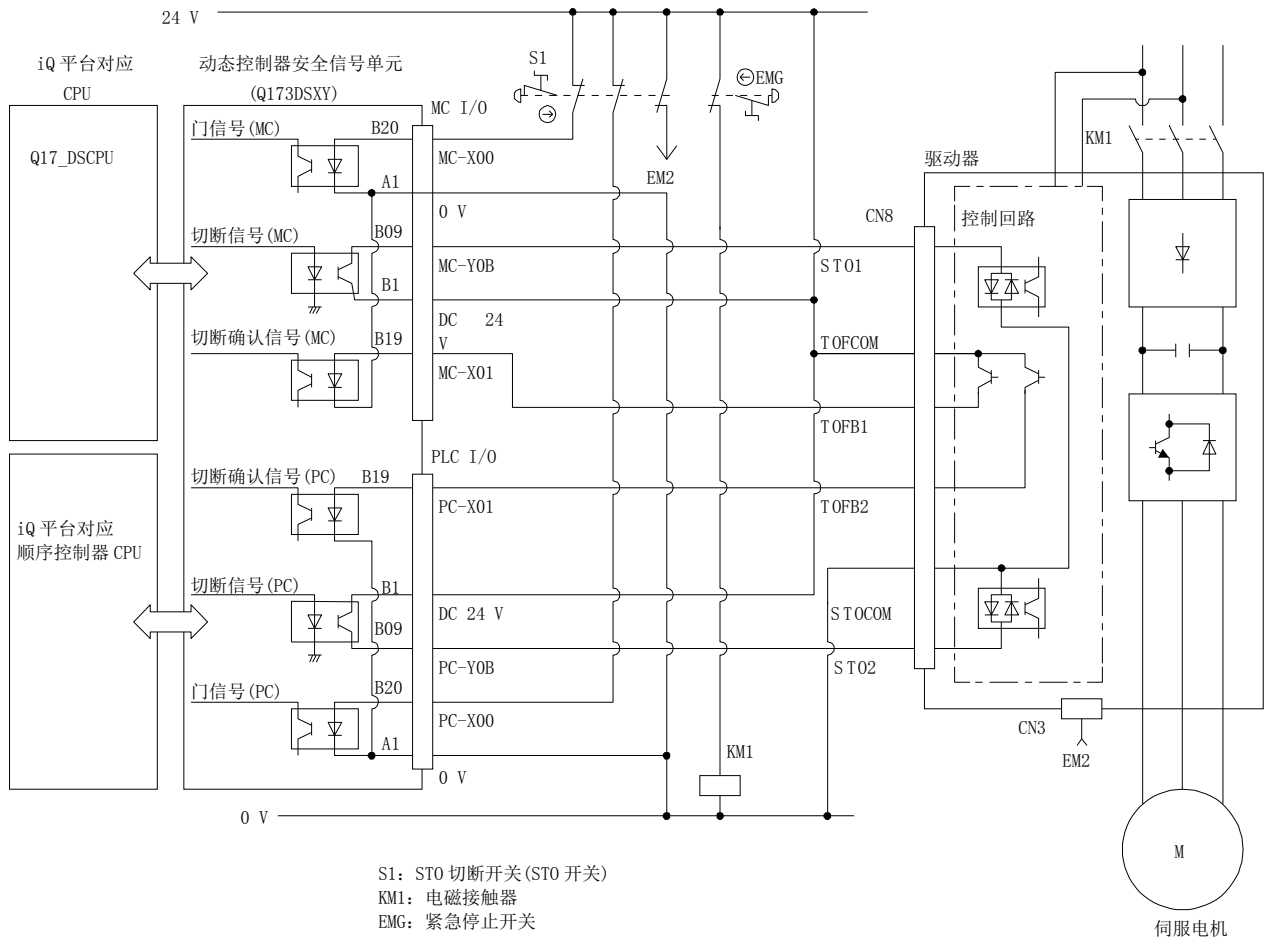 24 V
iQ 平台对应
CPU
动态控制器安全信号单元
(Q173DSXY)
S1
EMG
MC I/O
门信号(MC)
B20
MC-X00
Q17_DSCPU
KM1
驱动器
A1
EM2
0 V
CN8
控制回路
切断信号(MC)
B09
MC-Y0B
STO1
B1
DC 24
V
切断确认信号(MC)
B19
TOFCOM
MC-X01
TOFB1
PLC I/O
切断确认信号(PC)
B19
PC-X01
TOFB2
iQ 平台对应
顺序控制器 CPU
切断信号(PC)
B1
DC 24 V
STOCOM
B09
PC-Y0B
STO2
门信号(PC)
B20
PC-X00
CN3
A1
KM1
EM2
0 V
0 V
M
S1: STO 切断开关(STO 开关)
KM1: 电磁接触器
EMG: 紧急停止开关
伺服电机